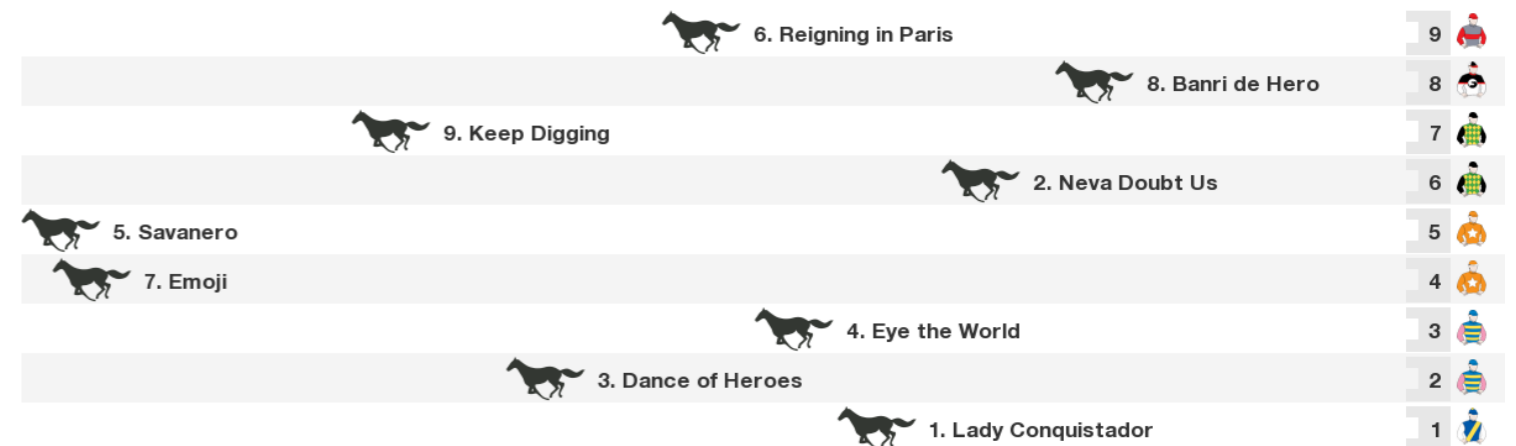 6. Reigning in Paris 9
8. Banri de Hero 8
9. Keep Digging 7
2. Neva Doubt Us 6
5. Savanero 5
7. Emoji 4
4. Eye the World 3
3. Dance of Heroes 2
1. Lady Conquistador 1